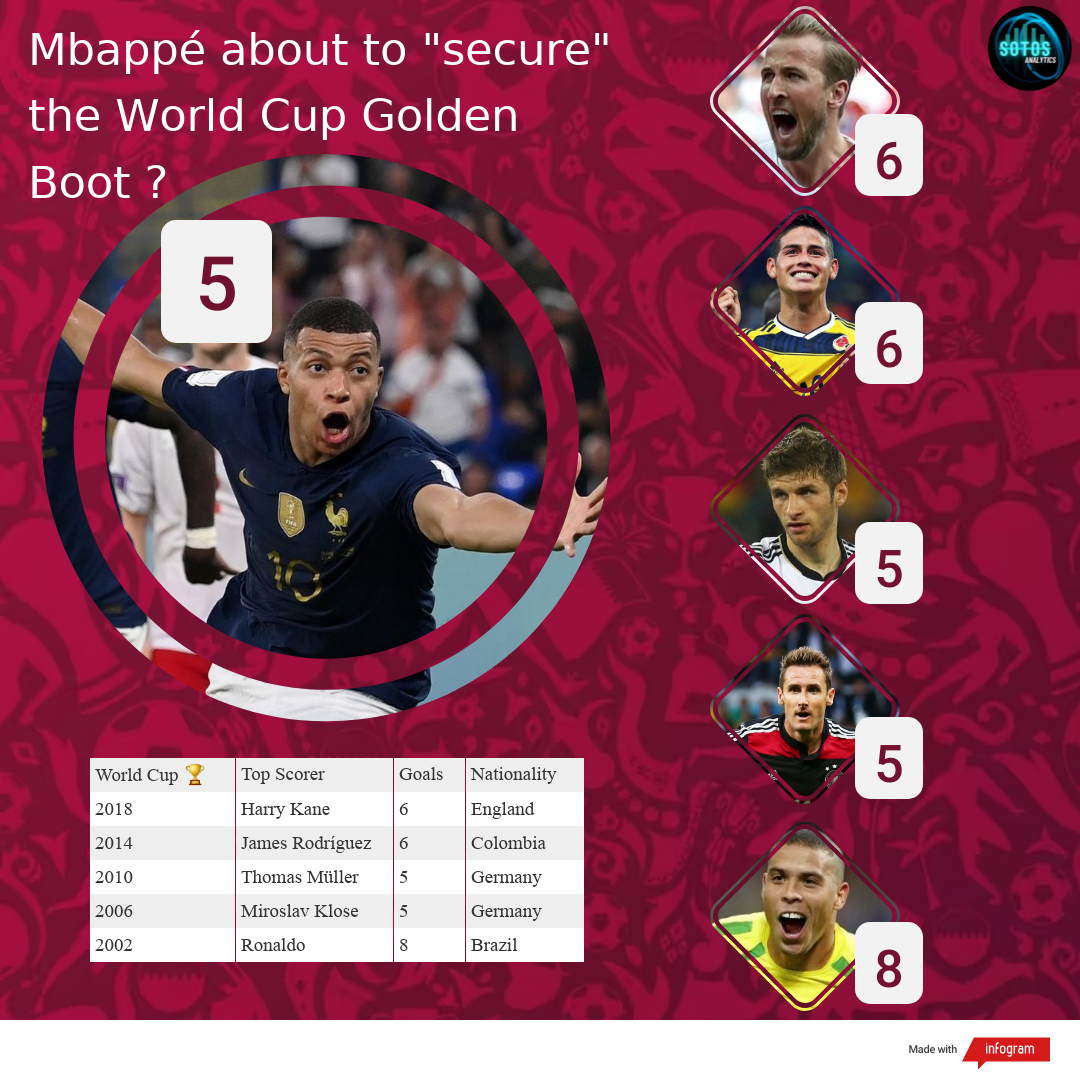 Mbappé about to "secure"
the World Cup Golden
Boot ?
SOTOS
ANALYTICS
5
10
6
6
5
5
8
World Cup 🏆 Top Scorer Goals Nationality
2018 Harry Kane 6 England
2014 James Rodríguez 6 Colombia
2010 Thomas Müller 5 Germany
2006 Miroslav Klose 5 Germany
2002 Ronaldo 8 Brazil
Made with infogram